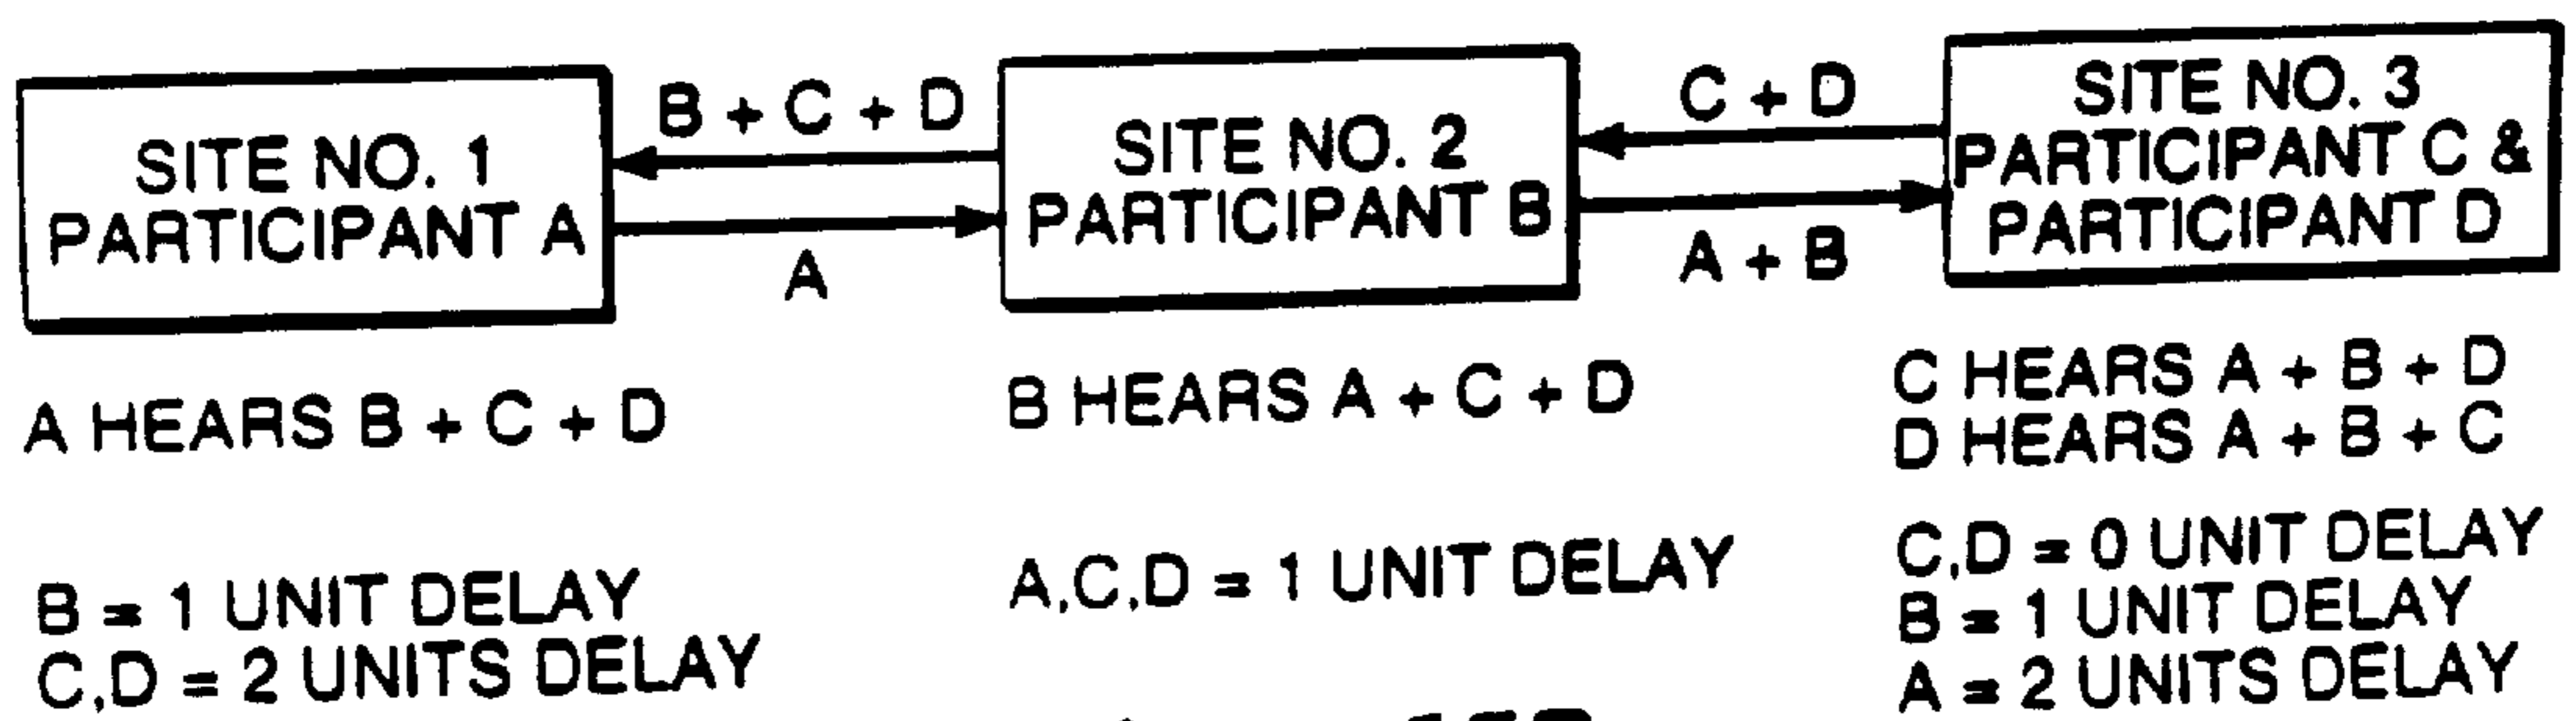 SITE NO. 1
PARTICIPANT A
B + C + D
A
SITE NO. 2
PARTICIPANT B
C + D
A + B
SITE NO. 3
PARTICIPANT C &
PARTICIPANT D
A HEARS B + C + D
B HEARS A + C + D
C HEARS A + B + D
D HEARS A + B + C
B = 1 UNIT DELAY
C,D = 2 UNITS DELAY
A,C,D = 1 UNIT DELAY
C,D = 0 UNIT DELAY
B = 1 UNIT DELAY
A = 2 UNITS DELAY